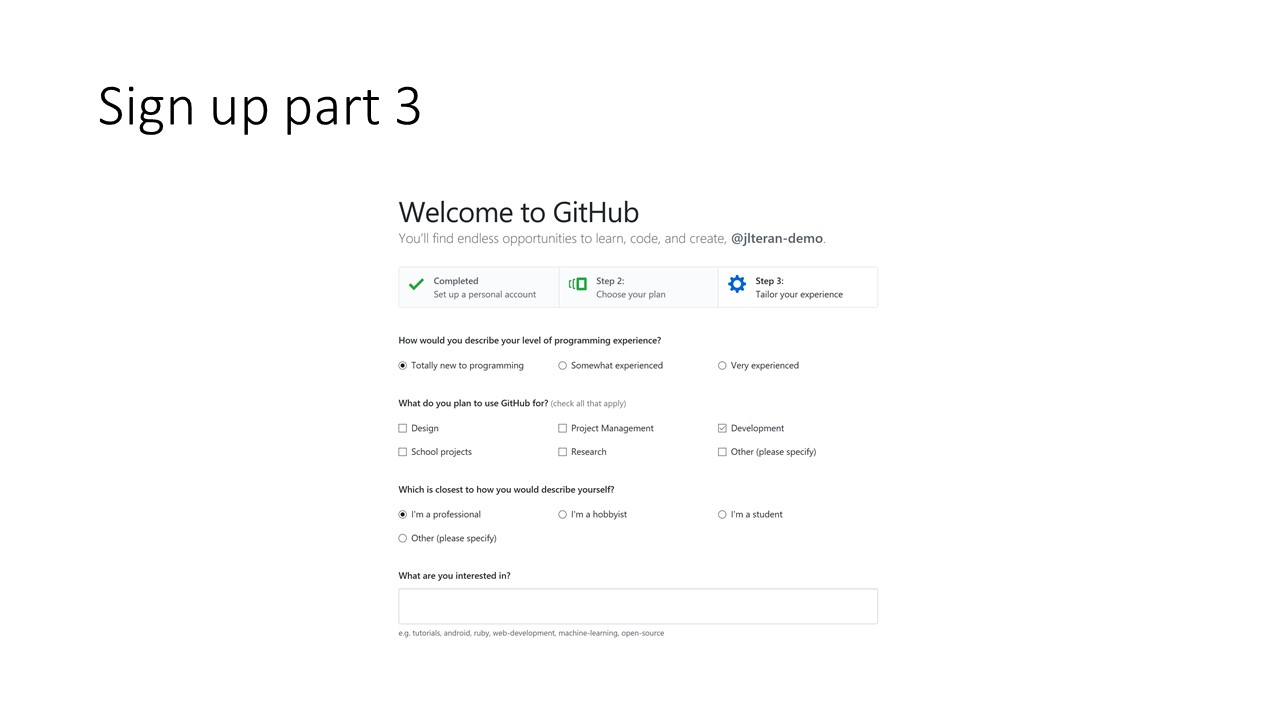 Sign up part 3
Welcome to GitHub
You'll find endless opportunities to learn, code, and create, @jlteran-demo.
Completed
Set up a personal account
Step 2:
Choose your plan
Step 3:
Tailor your experience
How would you describe your level of programming experience?
Totally new to programming
Somewhat experienced
Very experienced
What do you plan to use GitHub for? (check all that apply)
Design
Project Management
Development
School projects
Research
Other (please specify)
Which is closest to how you would describe yourself?
I'm a professional
I'm a hobbyist
I'm a student
Other (please specify)
What are you interested in?
e.g. tutorials, android, ruby, web-development, machine-learning, open-source